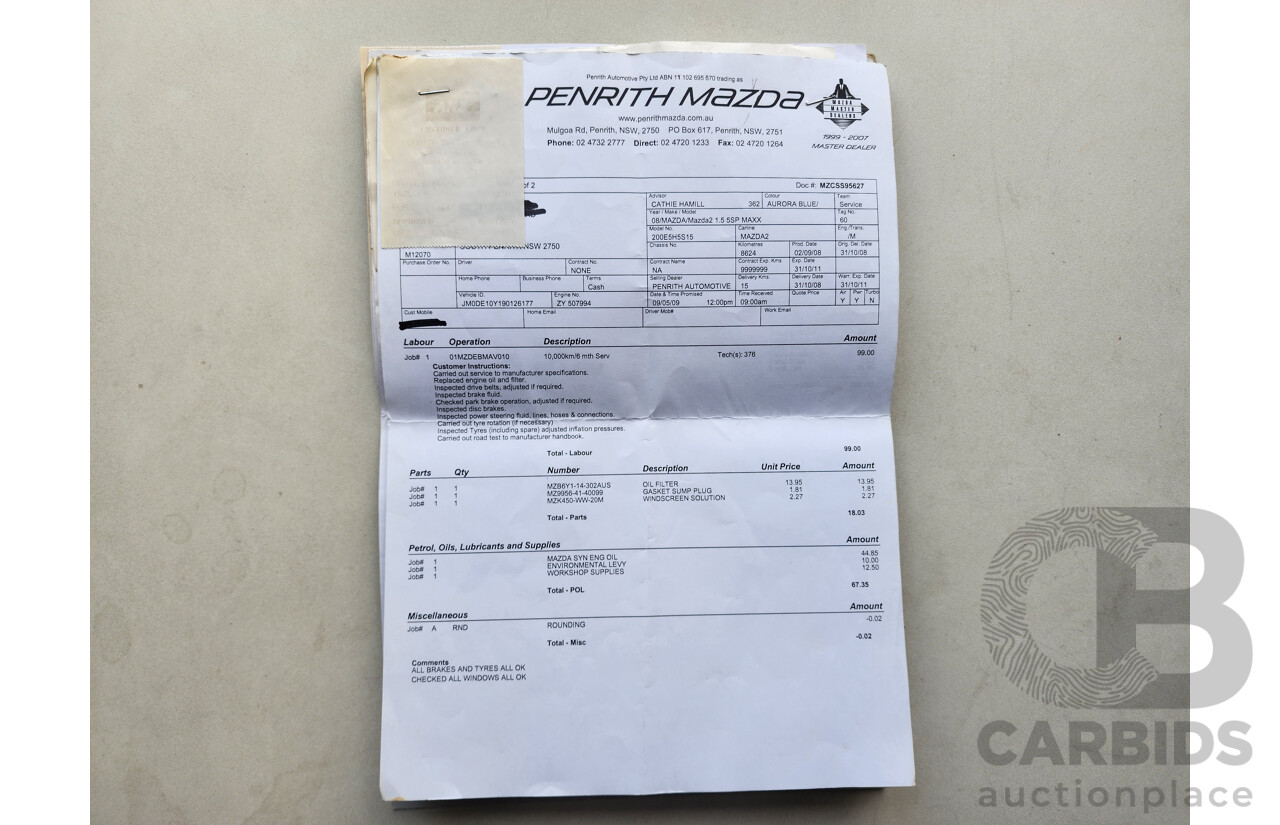 Penrith Automotive Pty Ltd ABN 11 102 695 670 trading as
PENRITH mazda
www.penrithmazda.com.au
Mulgoa Rd, Penrith, NSW, 2750 PO Box 617, Penrith, NSW, 2751
Phone: 02 4732 2777 Direct: 02 4720 1233 Fax: 02 4720 1264
MAZDA
MASTER
DEALERS
1999 - 2007
MASTER DEALER
of 2 Doc #: MZCSS95627
Advisor Colour Team
CATHIE HAMILL 362 AURORA BLUE/ Service
Year / Make / Model Tag No.
08/MAZDA/Mazda2 1.5 5SP MAXX 60
Model No. Carline Eng./Trans.
200E5H5S15 MAZDA2 /M
NSW 2750
Chassis No. Kilometres Prod. Date Orig. Del. Date
M12070 8624 02/09/08 31/10/08
Purchase Order No. Driver Contract No. Contract Name Contract Exp. Kms. Exp. Date
NONE NA 9999999 31/10/11
Home Phone Business Phone Terms Selling Dealer Delivery Kms. Delivery Date Warr. Exp. Date
Cash PENRITH AUTOMOTIVE 15 31/10/08 31/10/11
Vehicle ID. Engine No. Date & Time Promised Time Received Quote Price Air Pwr Turbo
JM0DE10Y190126177 ZY 507994 09/05/09 12:00pm 09:00am Y Y N
Cust Mobile Home Email Driver Mob# Work Email
Labour Operation Description Amount
Job# 1 01MZDEBMAV010 10,000km/6 mth Serv Tech(s): 376 99.00
Customer Instructions:
Carried out service to manufacturer specifications.
Replaced engine oil and filter.
Inspected drive belts, adjusted if required.
Inspected brake fluid.
Checked park brake operation, adjusted if required.
Inspected disc brakes.
Inspected power steering fluid, lines, hoses & connections.
Carried out tyre rotation (if necessary)
Inspected Tyres (including spare) adjusted inflation pressures.
Carried out road test to manufacturer handbook.
Total - Labour 99.00
Parts Qty Number Description Unit Price Amount
Job# 1 1 MZB6Y1-14-302AUS OIL FILTER 13.95 13.95
Job# 1 1 MZ9956-41-40099 GASKET SUMP PLUG 1.81 1.81
Job# 1 1 MZK450-WW-20M WINDSCREEN SOLUTION 2.27 2.27
Total - Parts 18.03
Petrol, Oils, Lubricants and Supplies Amount
Job# 1 MAZDA SYN ENG OIL 44.85
Job# 1 ENVIRONMENTAL LEVY 10.00
Job# 1 WORKSHOP SUPPLIES 12.50
Total - POL 67.35
Miscellaneous Amount
Job# A RND ROUNDING -0.02
Total - Misc -0.02
Comments
ALL BRAKES AND TYRES ALL OK
CHECKED ALL WINDOWS ALL OK
CB
CARBIDS
auctionplace